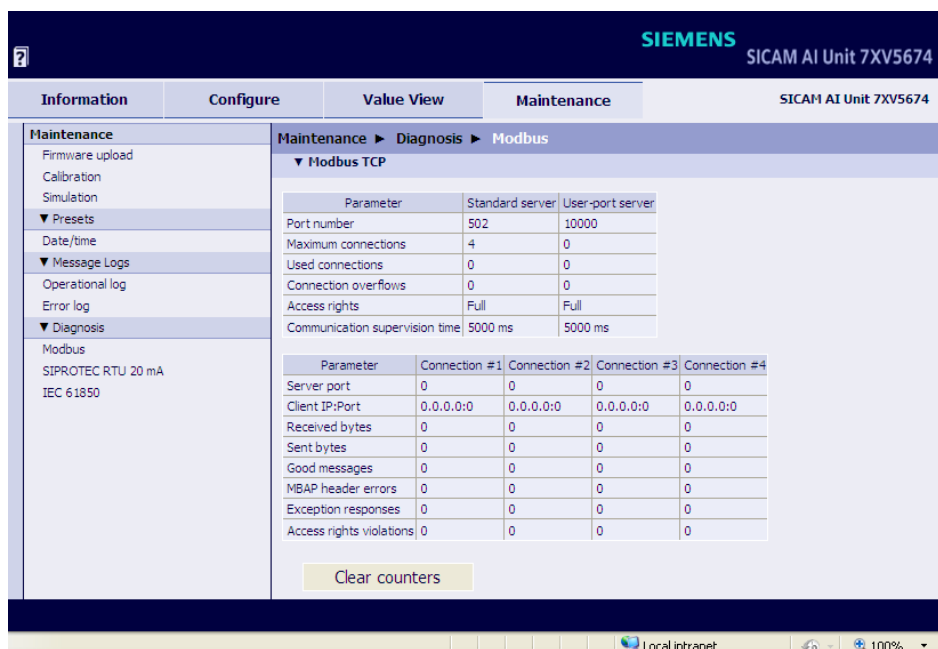 ?
SIEMENS
SICAM AI Unit 7XV5674
Information Configure Value View Maintenance SICAM AI Unit 7XV5674
Maintenance
Firmware upload
Calibration
Simulation
▼ Presets
Date/time
▼ Message Logs
Operational log
Error log
▼ Diagnosis
Modbus
SIPROTEC RTU 20 mA
IEC 61850
Maintenance ► Diagnosis ► Modbus
▼ Modbus TCP
Parameter Standard server User-port server
Port number 502 10000
Maximum connections 4 0
Used connections 0 0
Connection overflows 0 0
Access rights Full Full
Communication supervision time 5000 ms 5000 ms
Parameter Connection #1 Connection #2 Connection #3 Connection #4
Server port 0 0 0 0
Client IP:Port 0.0.0.0:0 0.0.0.0:0 0.0.0.0:0 0.0.0.0:0
Received bytes 0 0 0 0
Sent bytes 0 0 0 0
Good messages 0 0 0 0
MBAP header errors 0 0 0 0
Exception responses 0 0 0 0
Access rights violations 0 0 0 0
Clear counters
Local intranet 100%